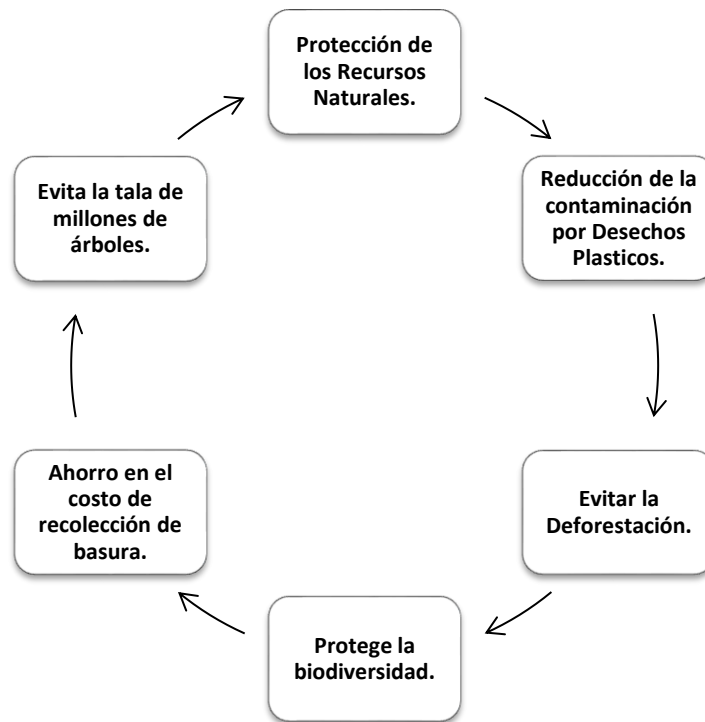 Protección de
los Recursos
Naturales.
Reducción de la
contaminación
por Desechos
Plasticos.
Evitar la
Deforestación.
Protege la
biodiversidad.
Ahorro en el
costo de
recolección de
basura.
Evita la tala de
millones de
árboles.